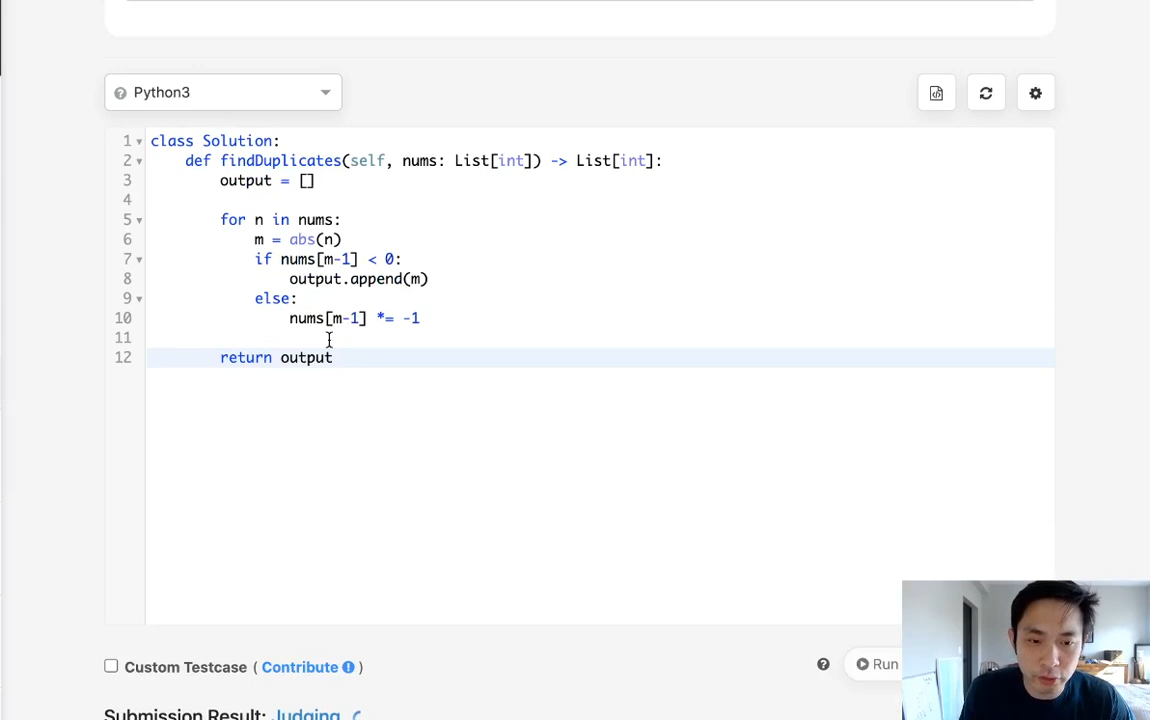 Python3
1 class Solution:
2 def findDuplicates(self, nums: List[int]) -> List[int]:
3 output = []
4
5 for n in nums:
6 m = abs(n)
7 if nums[m-1] < 0:
8 output.append(m)
9 else:
10 nums[m-1] *= -1
11
12 return output
Custom Testcase ( Contribute )
Run
Submission Result: Judging